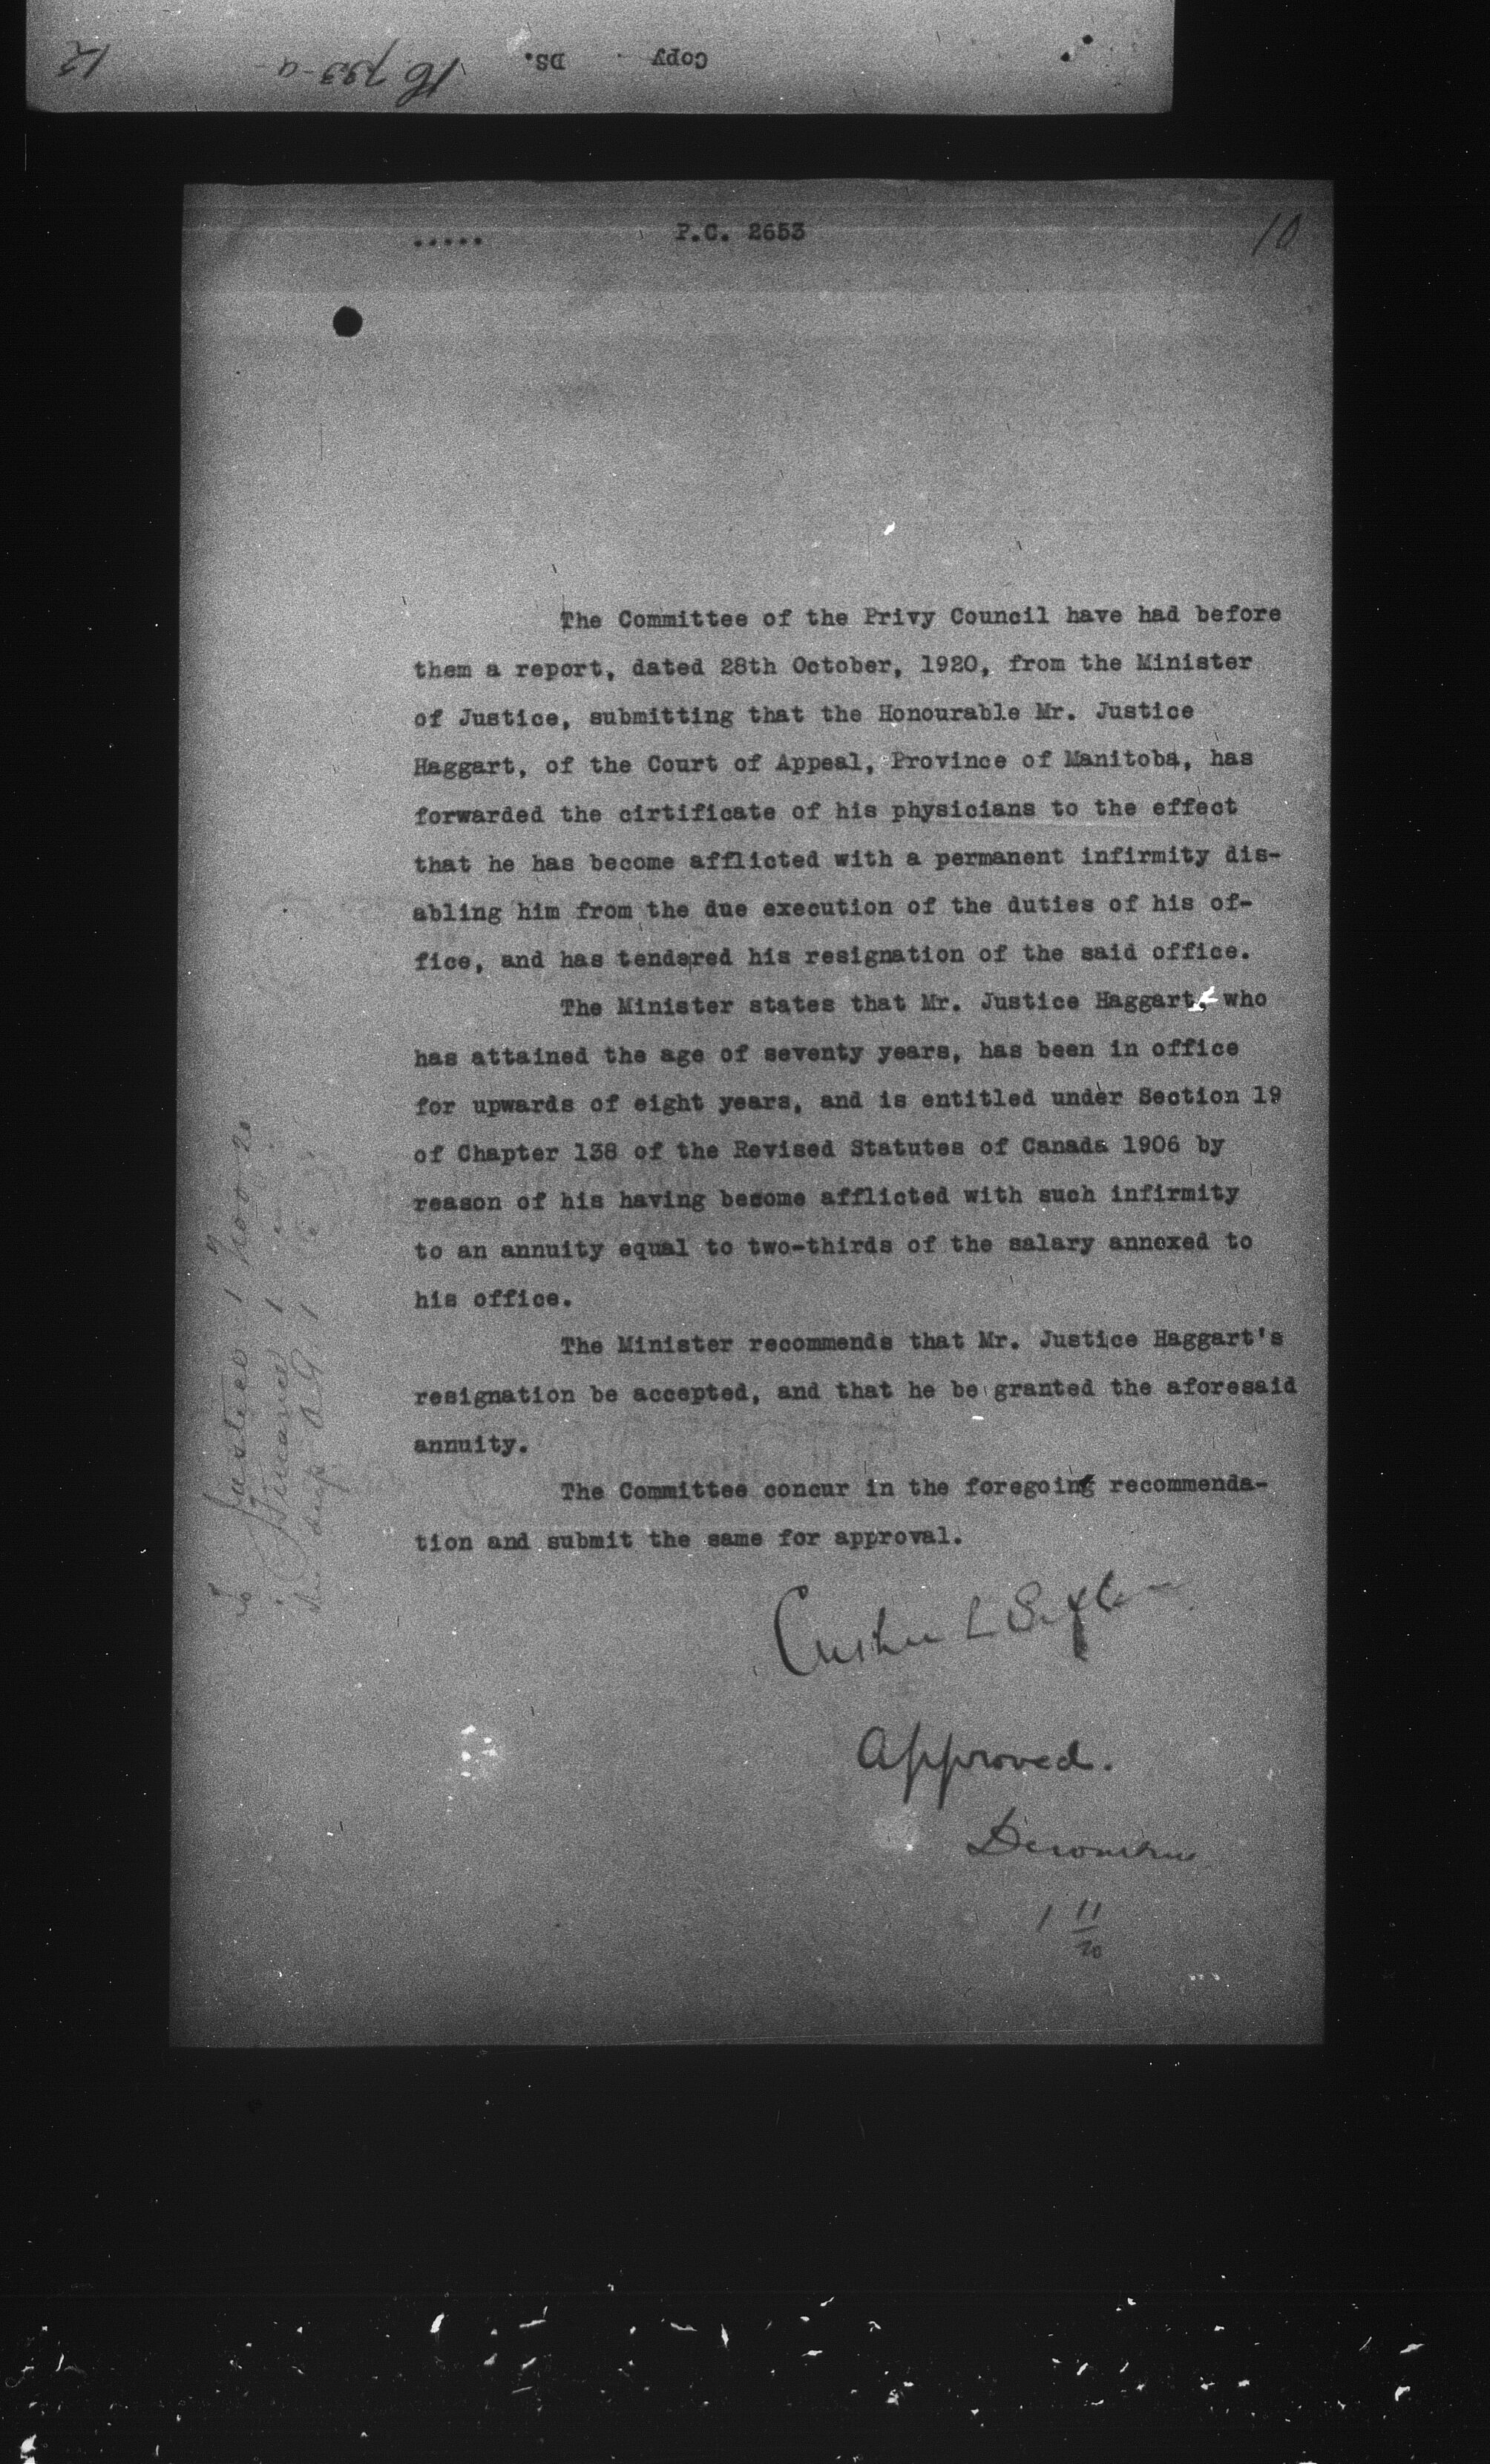 Copy DS.
12
P.C. 2653
10
The Committee of the Privy Council have had before
them a report, dated 28th October, 1920, from the Minister
of Justice, submitting that the Honourable Mr. Justice
Haggart, of the Court of Appeal, Province of Manitoba, has
forwarded the cirtificate of his physicians to the effect
that he has become afflicted with a permanent infirmity dis-
abling him from the due execution of the duties of his of-
fice, and has tendered his resignation of the said office.
The Minister states that Mr. Justice Haggart, who
has attained the age of seventy years, has been in office
for upwards of eight years, and is entitled under Section 19
of Chapter 138 of the Revised Statutes of Canada 1906 by
reason of his having become afflicted with such infirmity
to an annuity equal to two-thirds of the salary annexed to
his office.
The Minister recommends that Mr. Justice Haggart's
resignation be accepted, and that he be granted the aforesaid
annuity.
The Committee concur in the foregoing recommenda-
tion and submit the same for approval.
Approved.
Devonshire
1 11/20
Justice
Finance